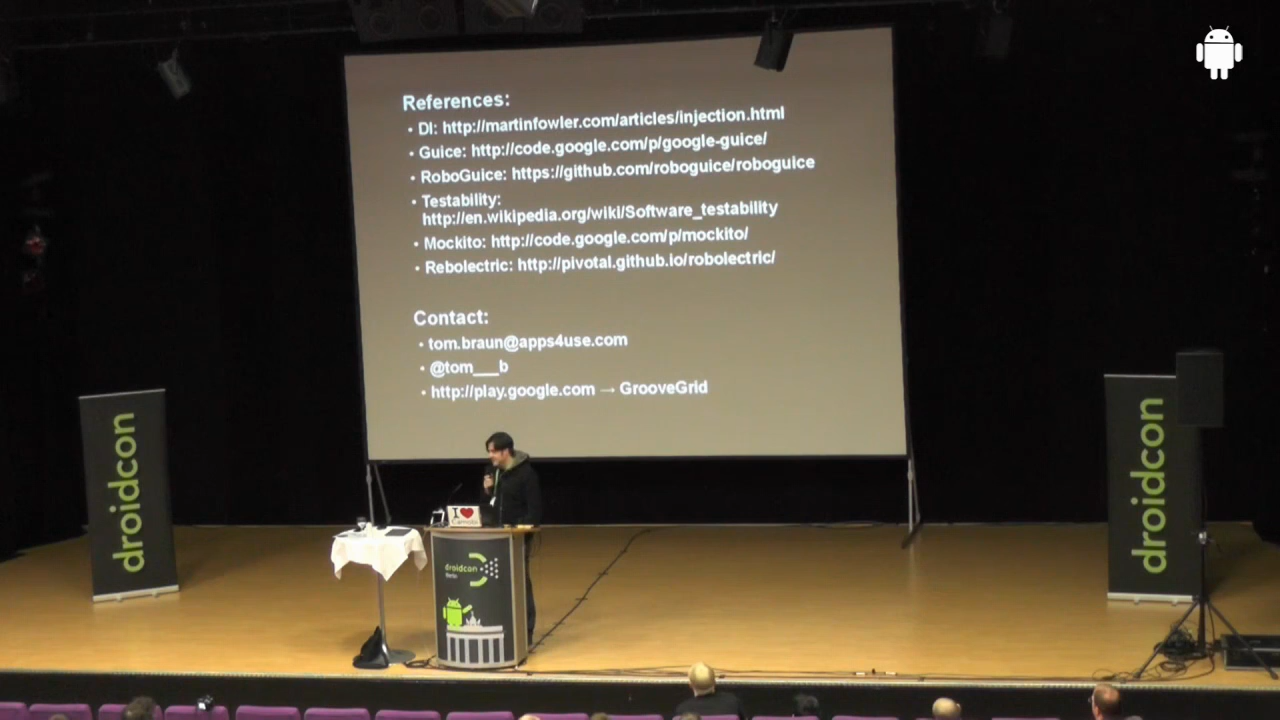 References:
• DI: http://martinfowler.com/articles/injection.html
• Guice: http://code.google.com/p/google-guice/
• RoboGuice: https://github.com/roboguice/roboguice
• Testability:
http://en.wikipedia.org/wiki/Software_testability
• Mockito: http://code.google.com/p/mockito/
• Rebolectric: http://pivotal.github.io/robolectric/
Contact:
• tom.braun@apps4use.com
• @tom___b
• http://play.google.com → GrooveGrid
droidcon
droidcon
I ❤
droidcon